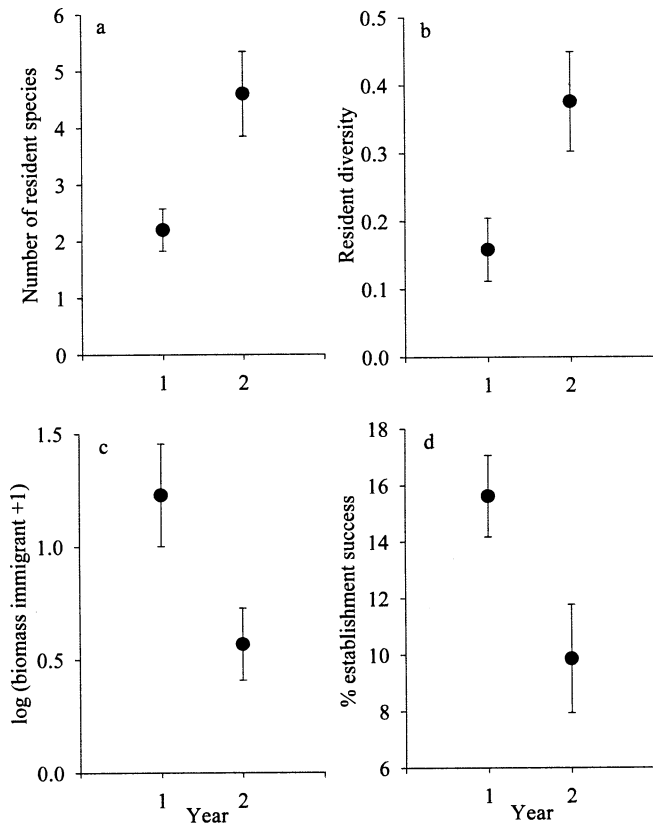 a
Number of resident species
6
5
4
3
2
1
0
1 2
b
Resident diversity
0.5
0.4
0.3
0.2
0.1
0.0
1 2
c
log (biomass immigrant +1)
1.5
1.0
0.5
0.0
1 2
Year
d
% establishment success
18
16
14
12
10
8
6
1 2
Year